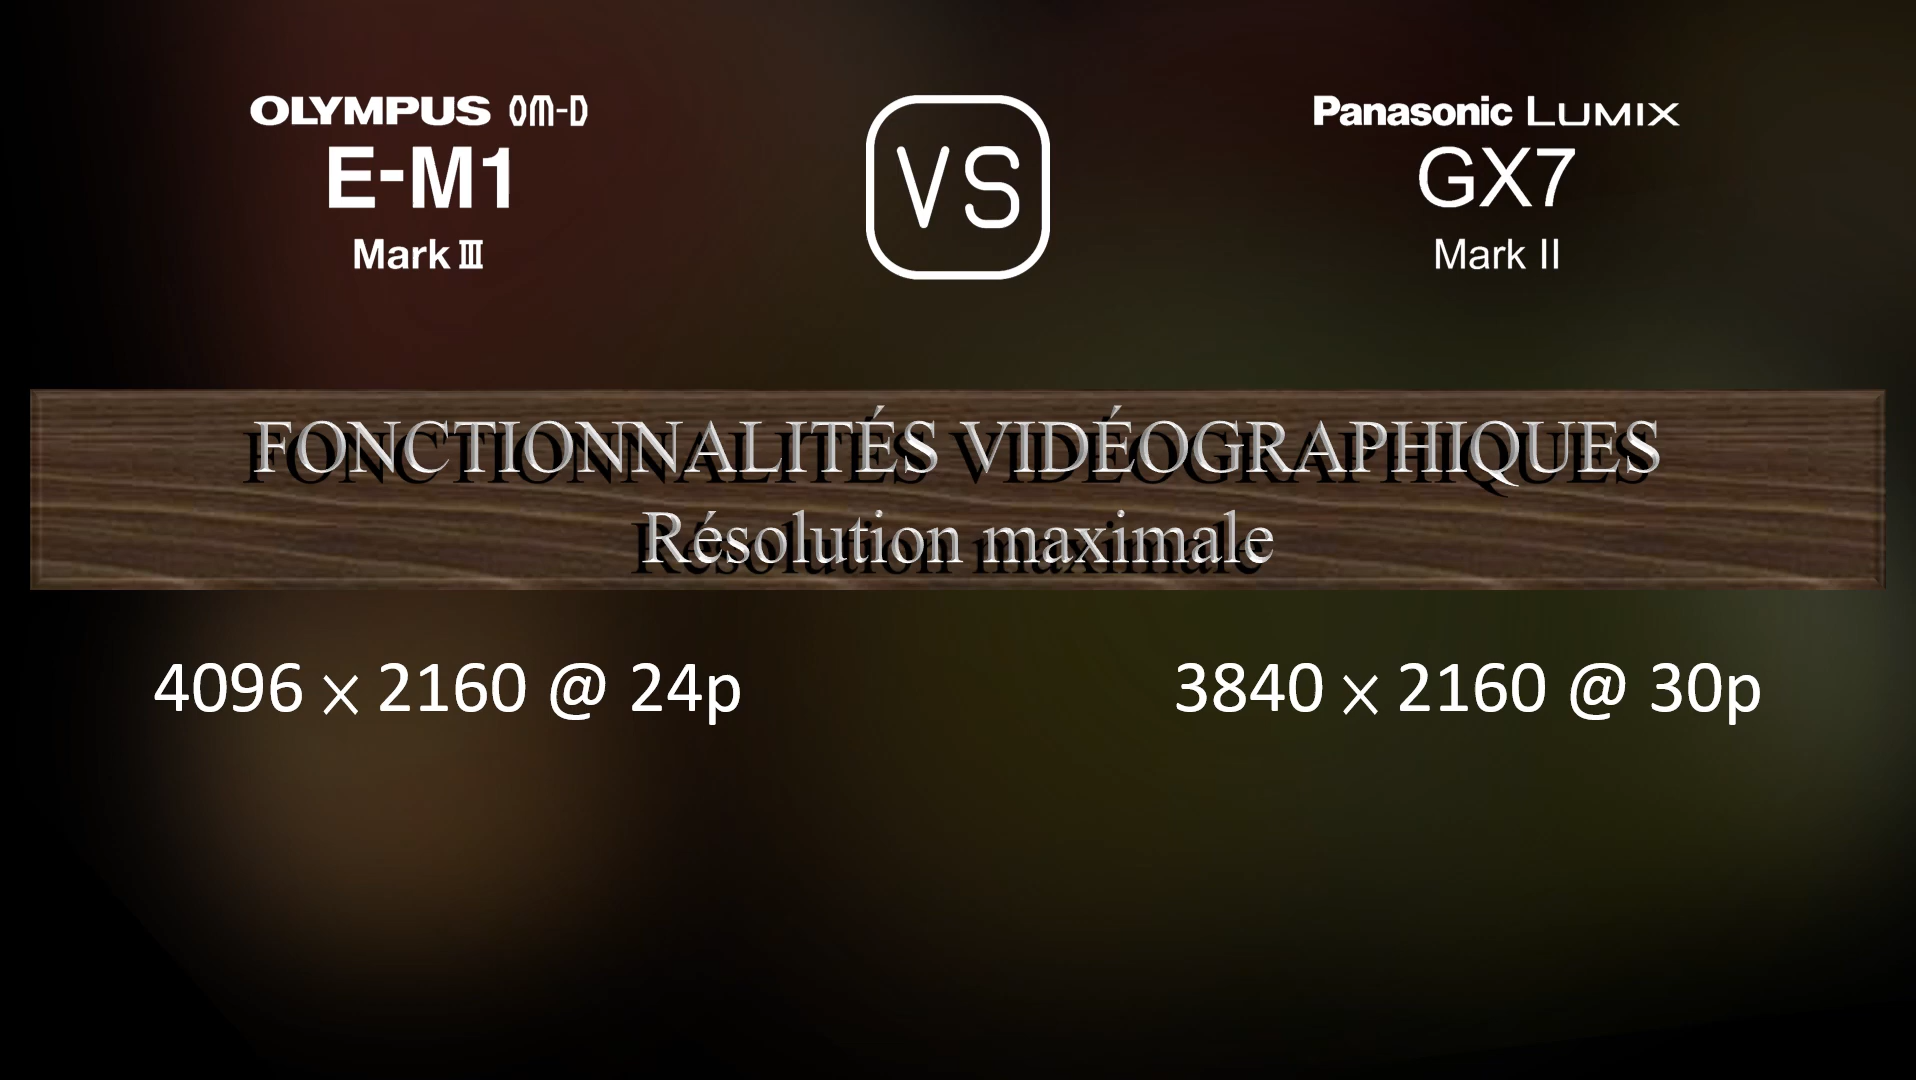 OLYMPUS OM-D
E-M1
Mark III
VS
Panasonic LUMIX
GX7
Mark II
FONCTIONNALITÉS VIDÉOGRAPHIQUES
Résolution maximale
4096 x 2160 @ 24p
3840 x 2160 @ 30p